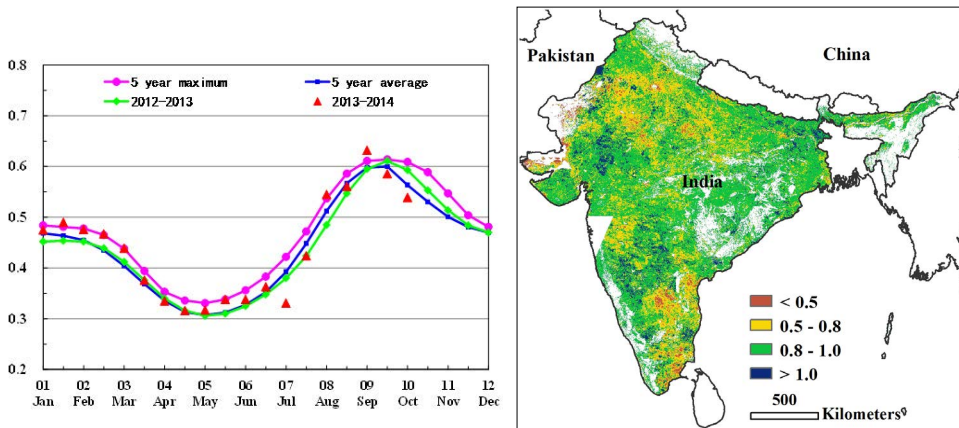 0.8
0.7
0.6
0.5
0.4
0.3
0.2
5 year maximum
5 year average
2012-2013
2013-2014
01 02 03 04 05 06 07 08 09 10 11 12
Jan Feb Mar Apr May Jun Jul Aug Sep Oct Nov Dec
Pakistan
China
India
< 0.5
0.5 - 0.8
0.8 - 1.0
> 1.0
500
Kilometers